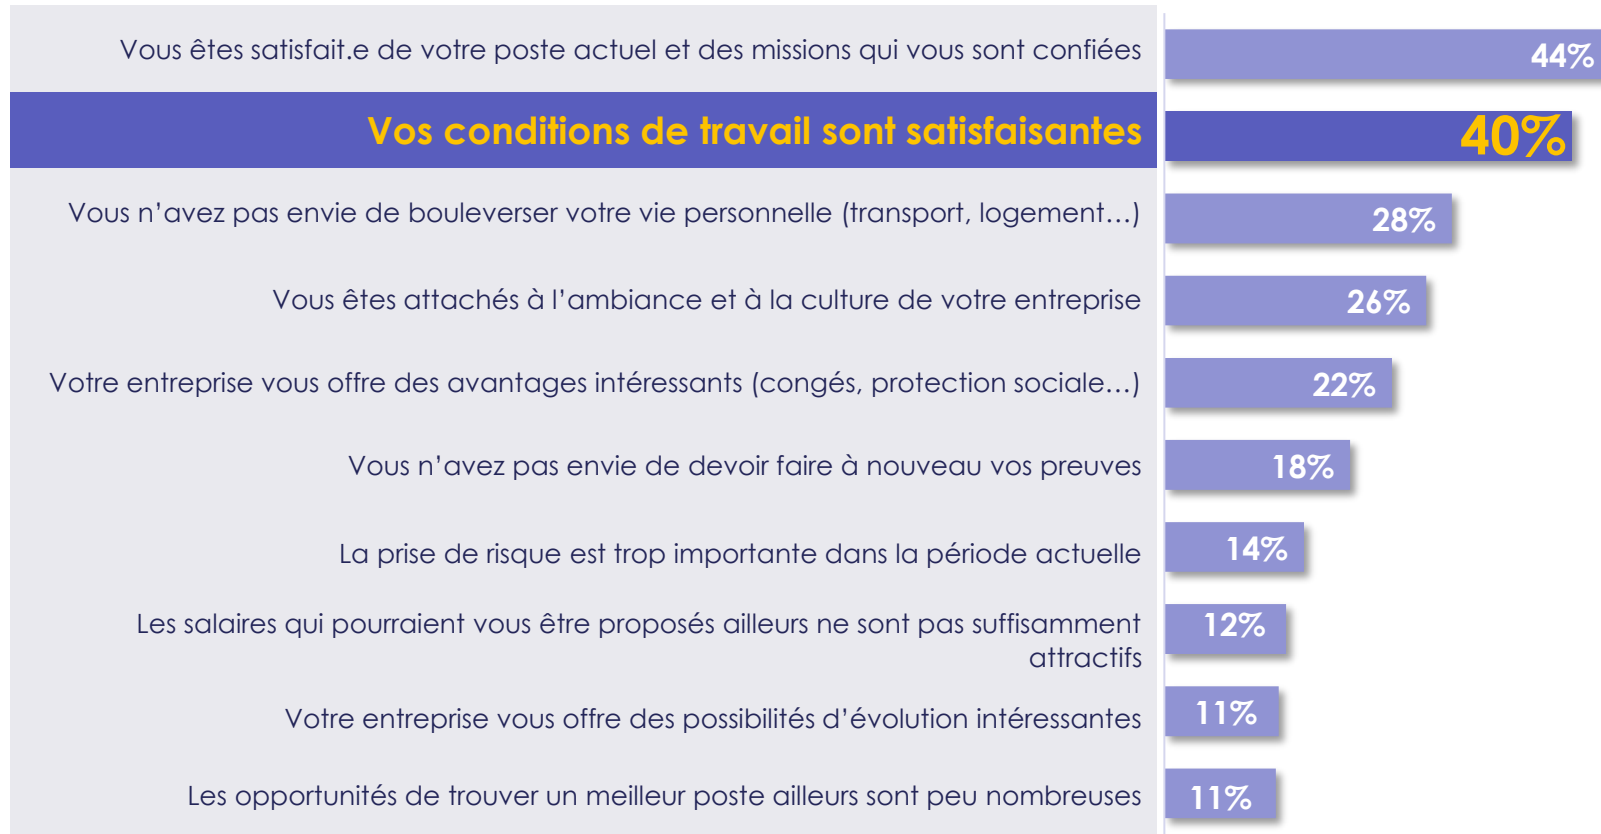 Vous êtes satisfait.e de votre poste actuel et des missions qui vous sont confiées 44%
Vos conditions de travail sont satisfaisantes 40%
Vous n’avez pas envie de bouleverser votre vie personnelle (transport, logement…) 28%
Vous êtes attachés à l’ambiance et à la culture de votre entreprise 26%
Votre entreprise vous offre des avantages intéressants (congés, protection sociale…) 22%
Vous n’avez pas envie de devoir faire à nouveau vos preuves 18%
La prise de risque est trop importante dans la période actuelle 14%
Les salaires qui pourraient vous être proposés ailleurs ne sont pas suffisamment
attractifs 12%
Votre entreprise vous offre des possibilités d’évolution intéressantes 11%
Les opportunités de trouver un meilleur poste ailleurs sont peu nombreuses 11%